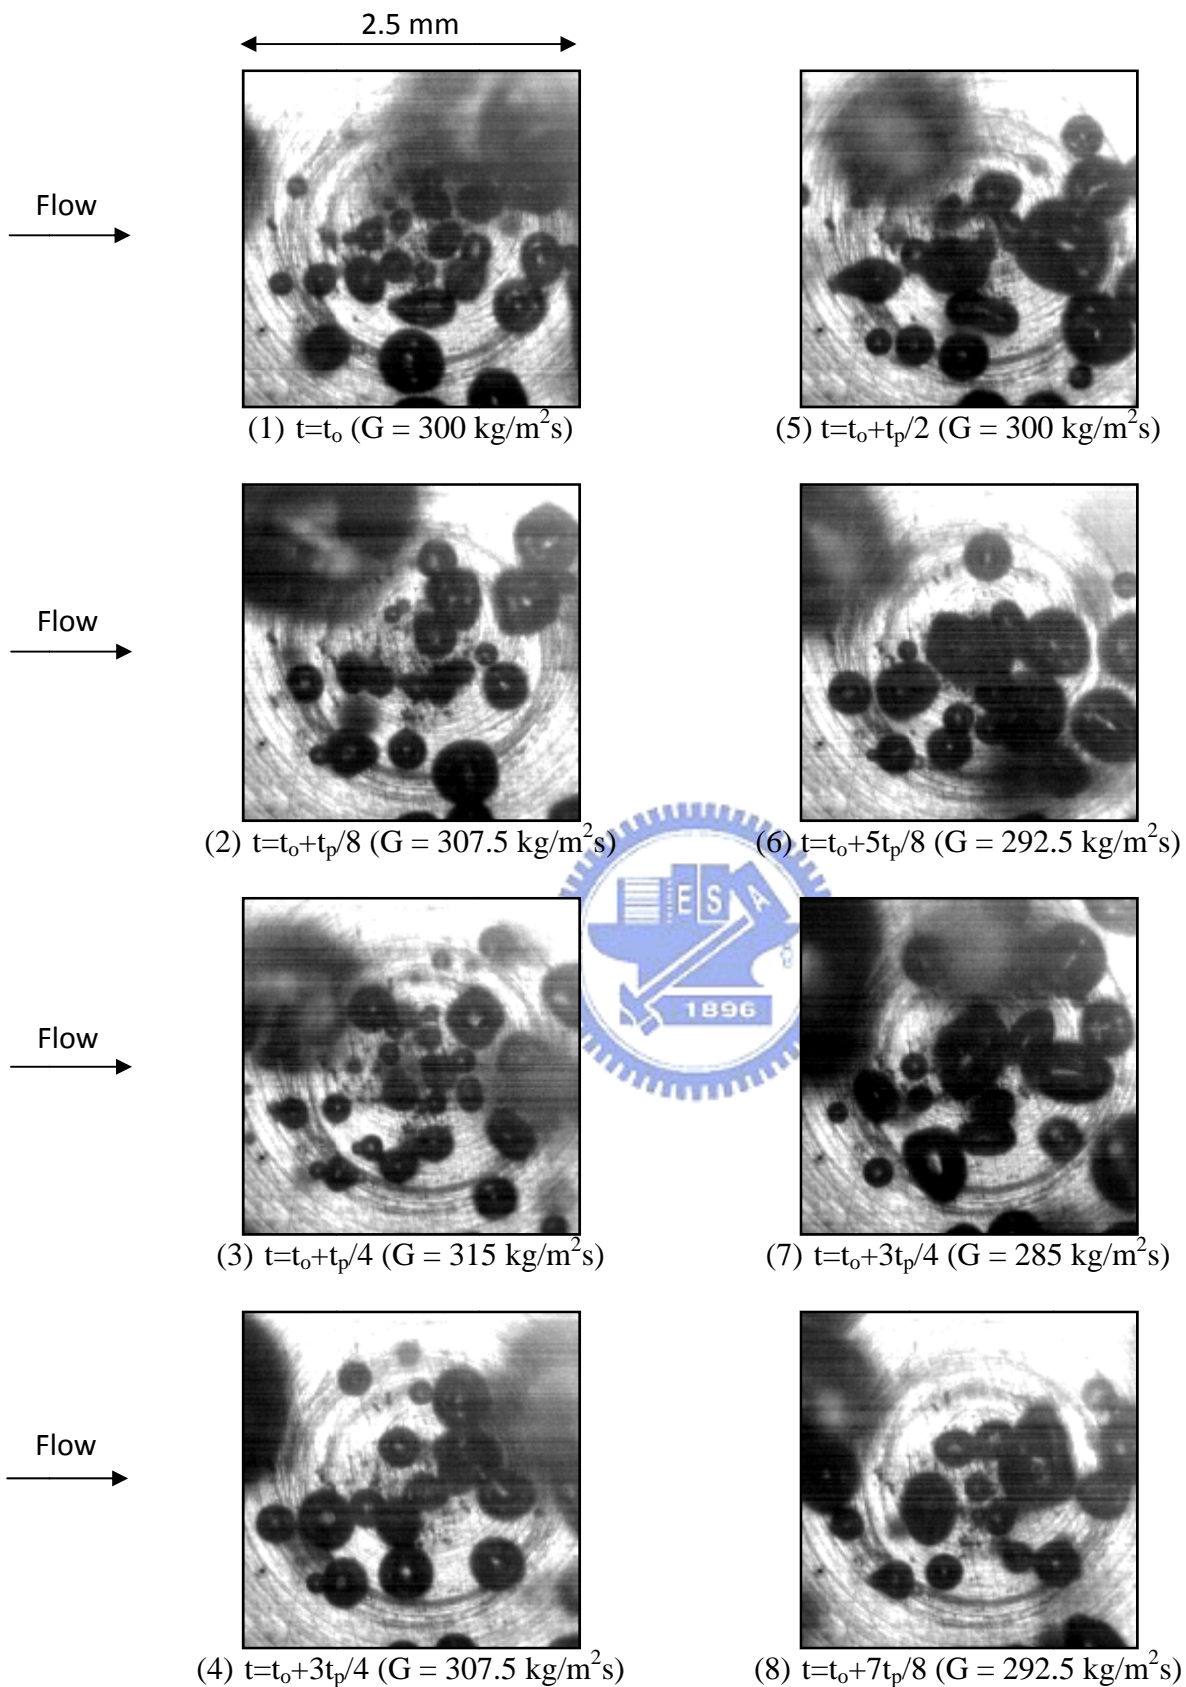 2.5 mm
Flow
(1) t=tₒ (G = 300 kg/m²s)
(5) t=tₒ+tₚ/2 (G = 300 kg/m²s)
Flow
(2) t=tₒ+tₚ/8 (G = 307.5 kg/m²s)
(6) t=tₒ+5tₚ/8 (G = 292.5 kg/m²s)
E S A
1896
Flow
(3) t=tₒ+tₚ/4 (G = 315 kg/m²s)
(7) t=tₒ+3tₚ/4 (G = 285 kg/m²s)
Flow
(4) t=tₒ+3tₚ/4 (G = 307.5 kg/m²s)
(8) t=tₒ+7tₚ/8 (G = 292.5 kg/m²s)